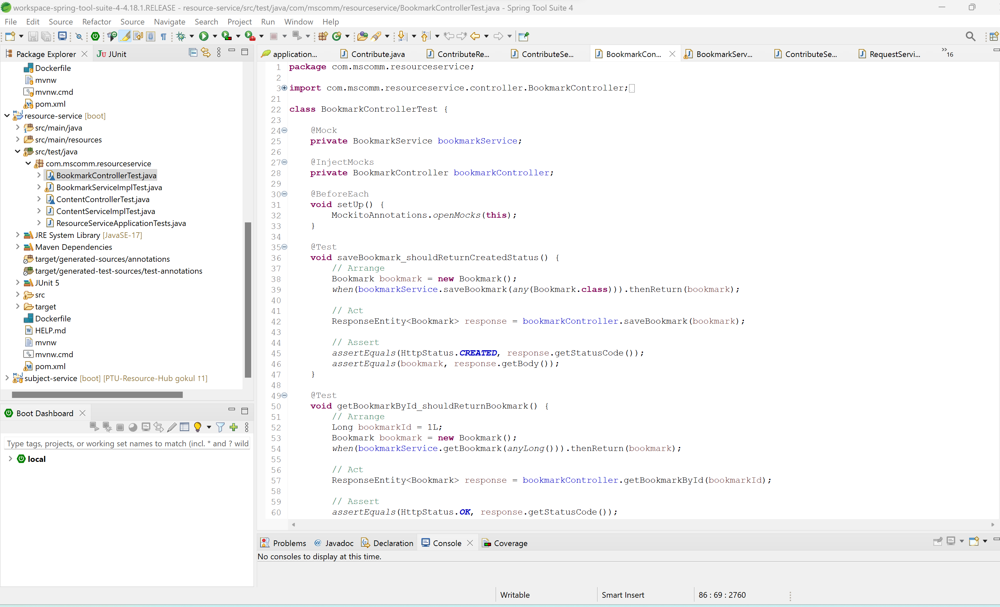 workspace-spring-tool-suite-4-4.18.1.RELEASE - resource-service/src/test/java/com/mscomm/resourceservice/BookmarkControllerTest.java - Spring Tool Suite 4
File Edit Source Refactor Source Navigate Search Project Run Window Help
Package Explorer
JUnit
Dockerfile
mvnw
mvnw.cmd
pom.xml
resource-service [boot]
src/main/java
src/main/resources
src/test/java
com.mscomm.resourceservice
BookmarkControllerTest.java
BookmarkServiceImplTest.java
ContentControllerTest.java
ContentServiceImplTest.java
ResourceServiceApplicationTests.java
JRE System Library [JavaSE-17]
Maven Dependencies
target/generated-sources/annotations
target/generated-test-sources/test-annotations
JUnit 5
src
target
Dockerfile
HELP.md
mvnw
mvnw.cmd
pom.xml
subject-service [boot] [PTU-Resource-Hub gokul ↑1]
Boot Dashboard
Type tags, projects, or working set names to match (incl. * and ? wild
local
application... Contribute.java ContributeRe... ContributeSe... BookmarkCon... BookmarkServ... ContributeSe... RequestServi... »16
1 package com.mscomm.resourceservice;
2
3 import com.mscomm.resourceservice.controller.BookmarkController;
21
22 class BookmarkControllerTest {
23
24 @Mock
25 private BookmarkService bookmarkService;
26
27 @InjectMocks
28 private BookmarkController bookmarkController;
29
30 @BeforeEach
31 void setUp() {
32 MockitoAnnotations.openMocks(this);
33 }
34
35 @Test
36 void saveBookmark_shouldReturnCreatedStatus() {
37 // Arrange
38 Bookmark bookmark = new Bookmark();
39 when(bookmarkService.saveBookmark(any(Bookmark.class))).thenReturn(bookmark);
40
41 // Act
42 ResponseEntity<Bookmark> response = bookmarkController.saveBookmark(bookmark);
43
44 // Assert
45 assertEquals(HttpStatus.CREATED, response.getStatusCode());
46 assertEquals(bookmark, response.getBody());
47 }
48
49 @Test
50 void getBookmarkById_shouldReturnBookmark() {
51 // Arrange
52 Long bookmarkId = 1L;
53 Bookmark bookmark = new Bookmark();
54 when(bookmarkService.getBookmark(anyLong())).thenReturn(bookmark);
55
56 // Act
57 ResponseEntity<Bookmark> response = bookmarkController.getBookmarkById(bookmarkId);
58
59 // Assert
60 assertEquals(HttpStatus.OK, response.getStatusCode());
Problems @ Javadoc Declaration Console Coverage
No consoles to display at this time.
Writable Smart Insert 86 : 69 : 2760